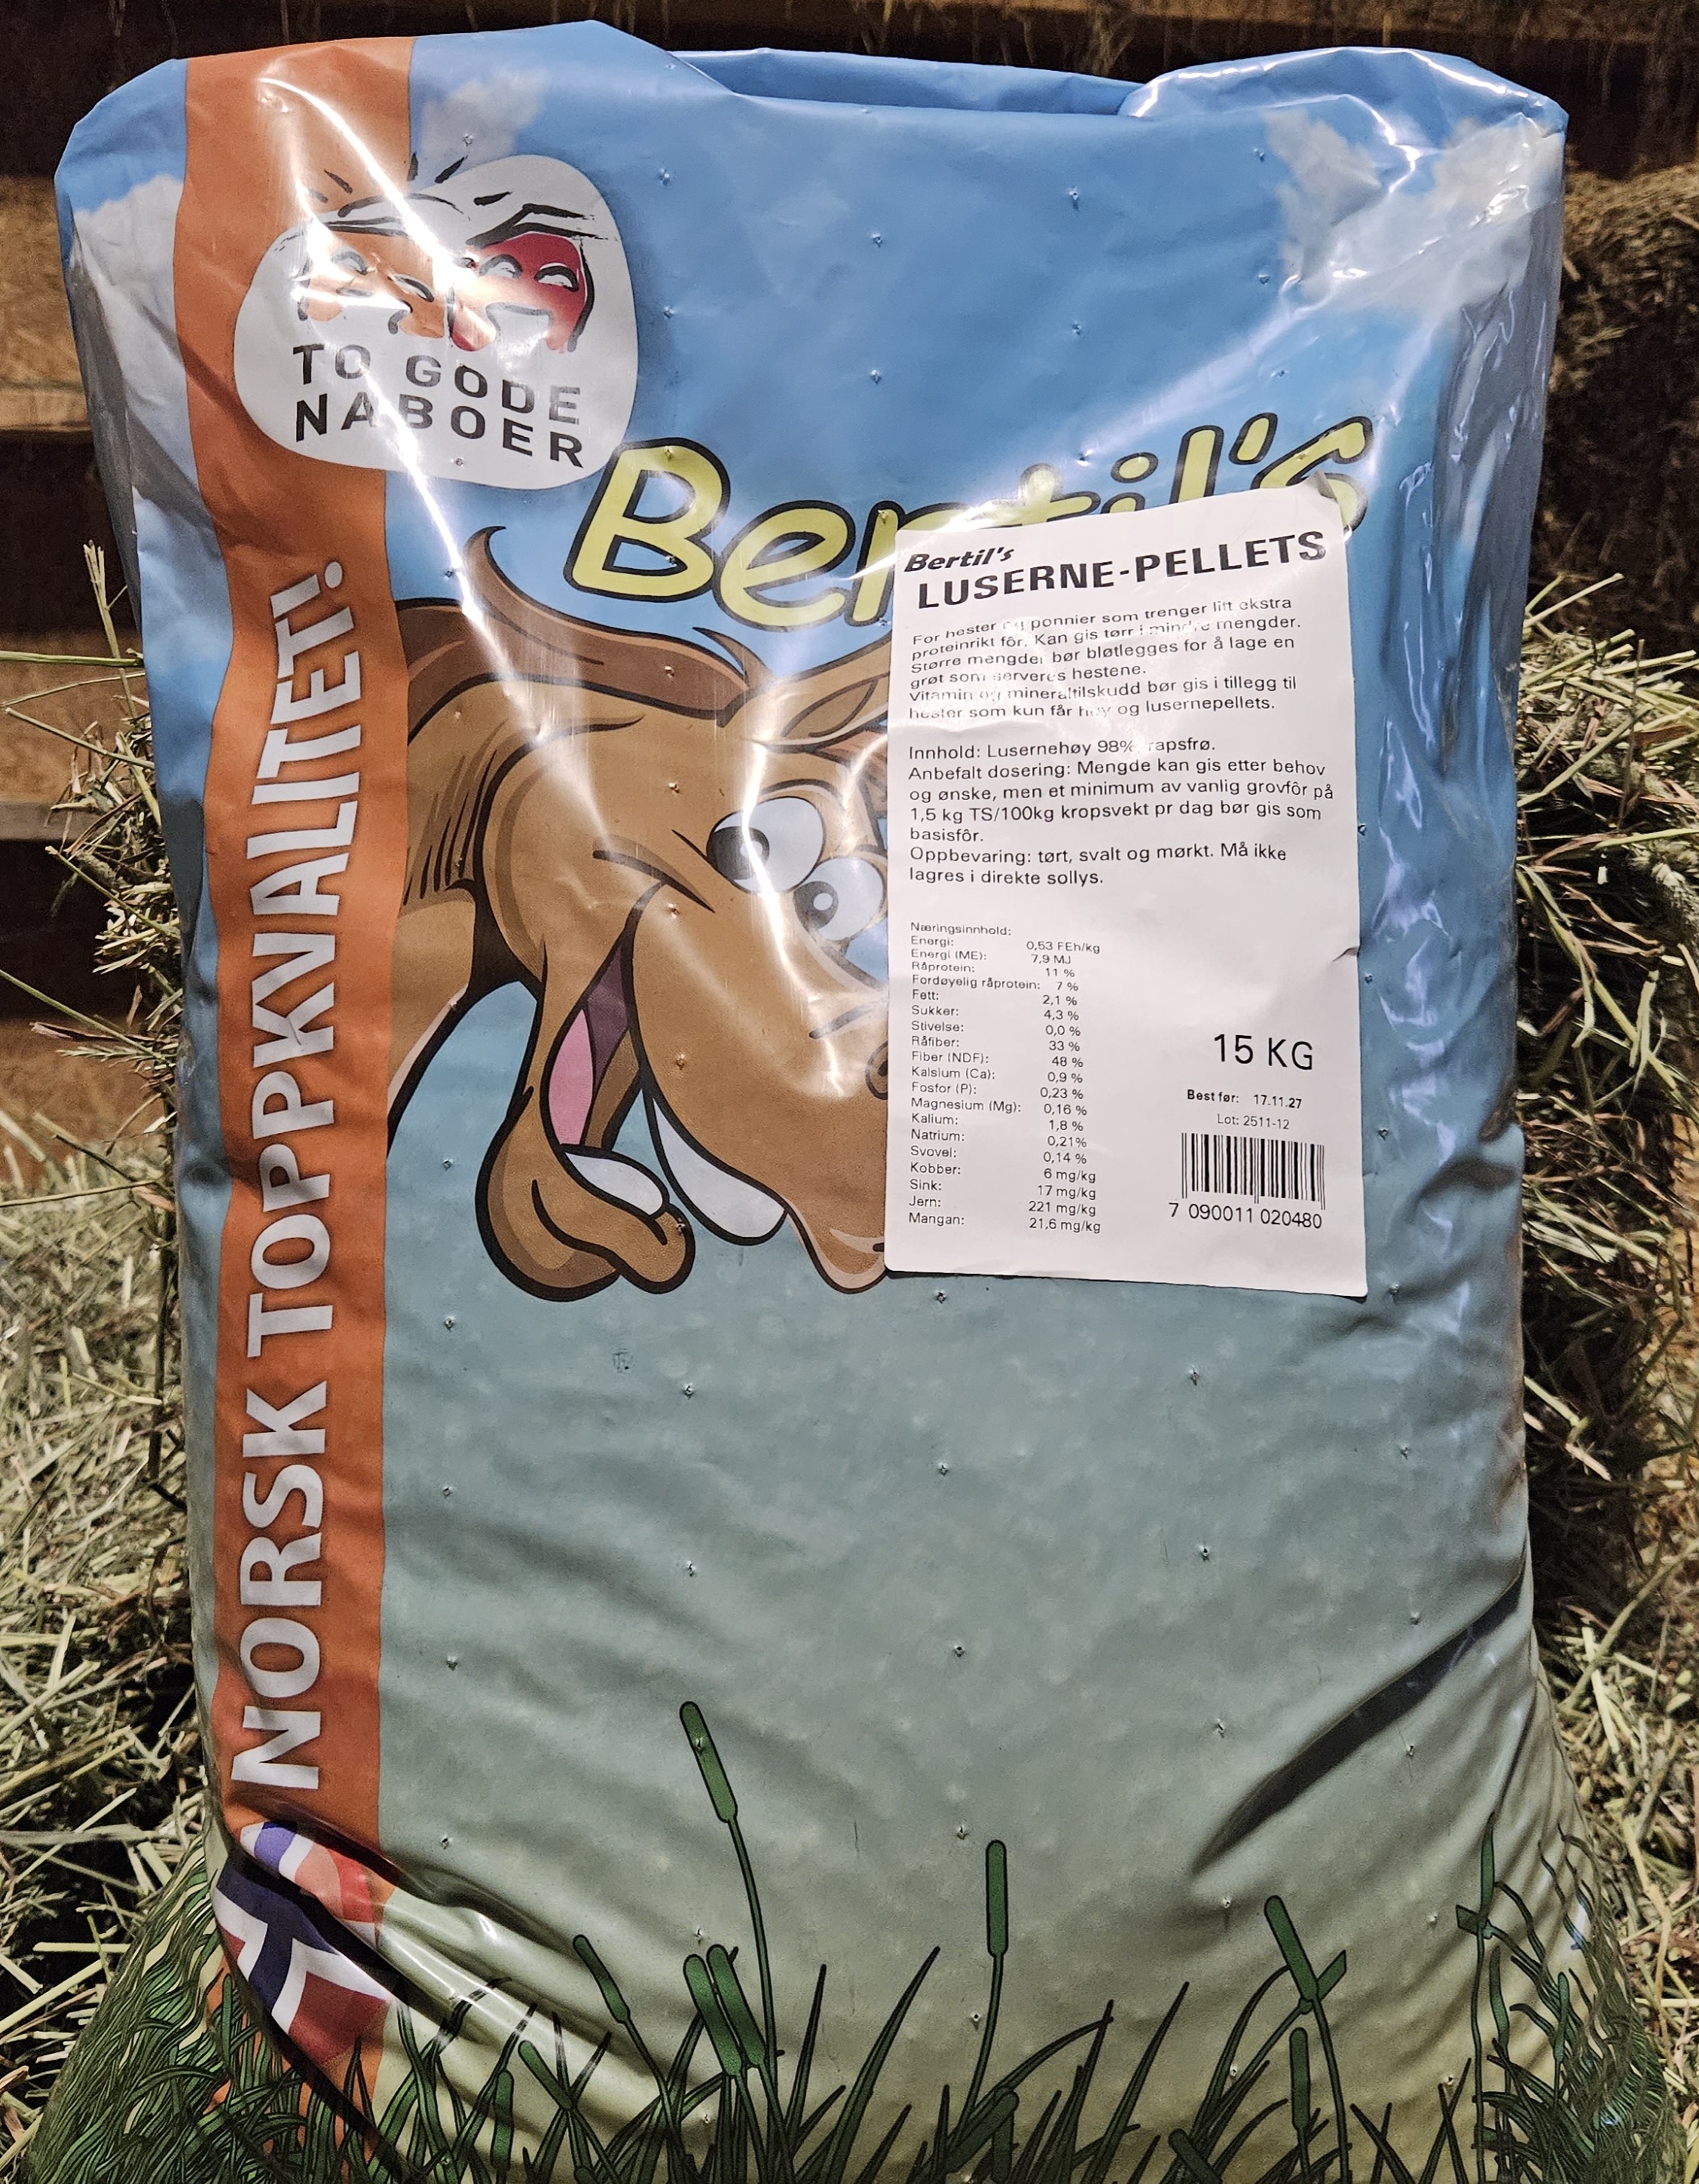 TO GODE
NABOER
NORSK TOPPKVALITET!
Bertil's
Bertil's
LUSERNE-PELLETS
For hester og ponnier som trenger litt ekstra
proteinrikt fôr. Kan gis tørr i mindre mengder.
Større mengder bør bløtlegges for å lage en
grøt som serveres hestene.
Vitamin og mineraltilskudd bør gis i tillegg til
hester som kun får høy og lusernepellets.
Innhold: Lusernehøy 98%, rapsfrø.
Anbefalt dosering: Mengde kan gis etter behov
og ønske, men et minimum av vanlig grovfôr på
1,5 kg TS/100kg kropsvekt pr dag bør gis som
basisfôr.
Oppbevaring: tørt, svalt og mørkt. Må ikke
lagres i direkte sollys.
Næringsinnhold:
Energi: 0,53 FEh/kg
Energi (ME): 7,9 MJ
Råprotein: 11 %
Fordøyelig råprotein: 7 %
Fett: 2,1 %
Sukker: 4,3 %
Stivelse: 0,0 %
Råfiber: 33 %
Fiber (NDF): 48 %
Kalsium (Ca): 0,9 %
Fosfor (P): 0,23 %
Magnesium (Mg): 0,16 %
Kalium: 1,8 %
Natrium: 0,21%
Svovel: 0,14 %
Kobber: 6 mg/kg
Sink: 17 mg/kg
Jern: 221 mg/kg
Mangan: 21,6 mg/kg
15 KG
Best før: 17.11.27
Lot: 2511-12
7 090011 020480